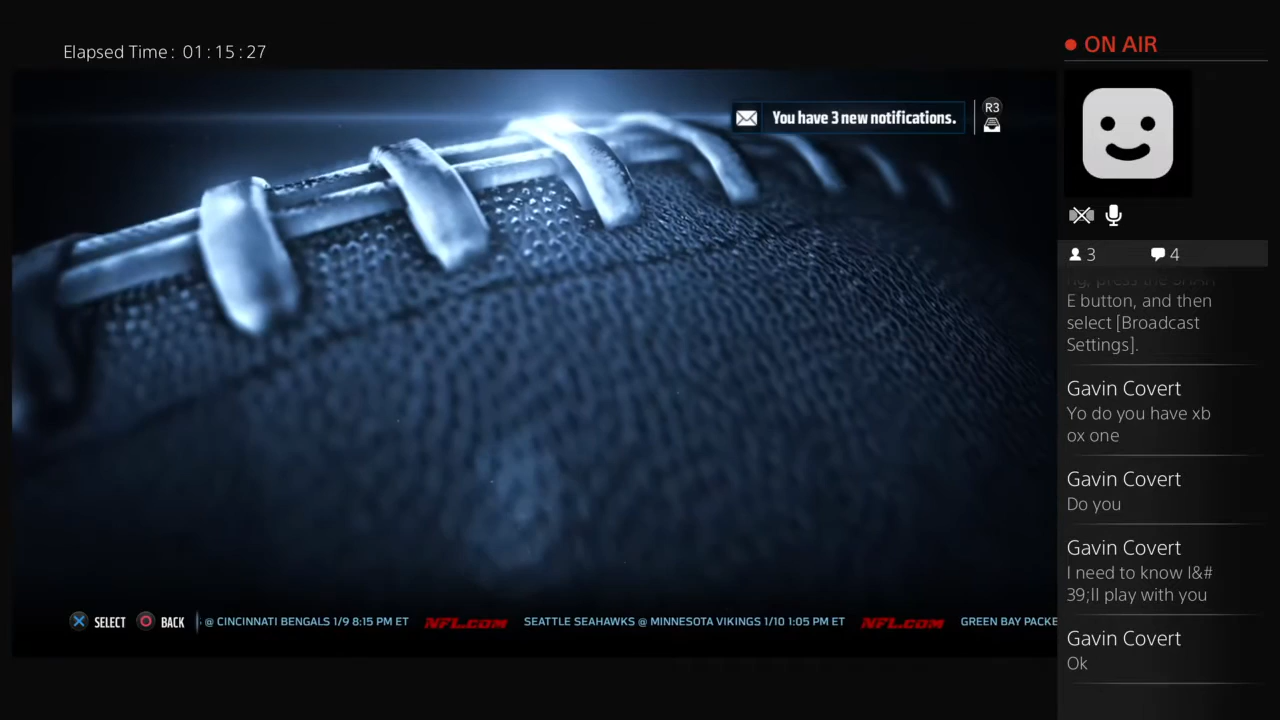 Elapsed Time: 01:15:27
ON AIR
You have 3 new notifications.
R3
3
4
E button, and then
select [Broadcast
Settings].
Gavin Covert
Yo do you have xb
ox one
Gavin Covert
Do you
Gavin Covert
I need to know I&#
39;ll play with you
Gavin Covert
Ok
SELECT BACK @ CINCINNATI BENGALS 1/9 8:15 PM ET NFL.com SEATTLE SEAHAWKS @ MINNESOTA VIKINGS 1/10 1:05 PM ET NFL.com GREEN BAY PACKE